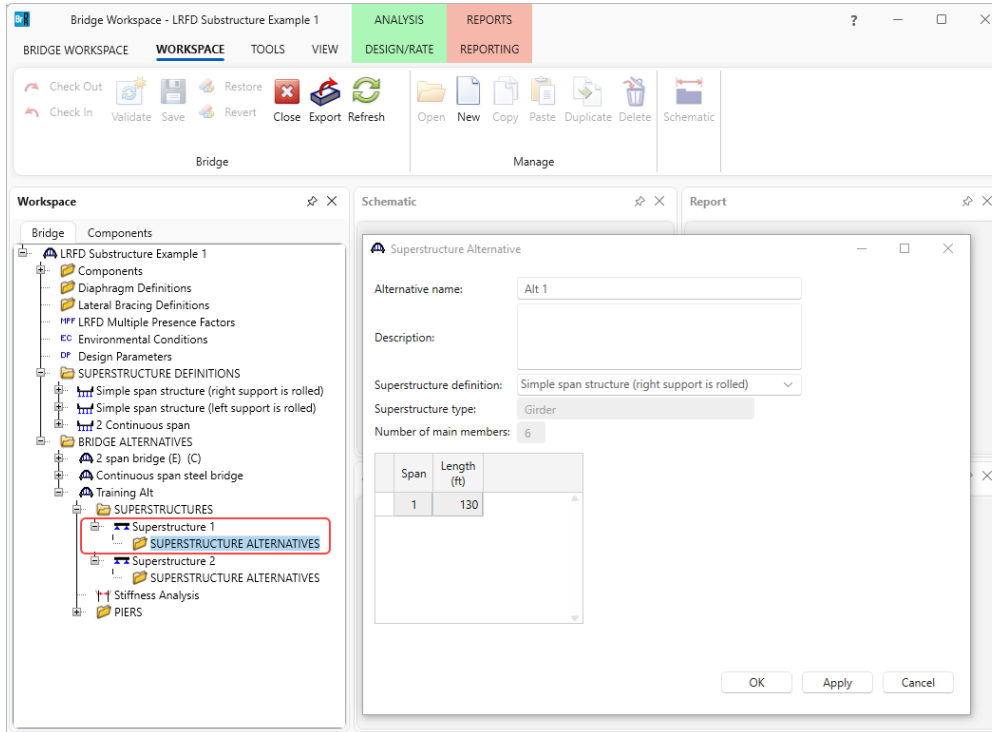 Br Bridge Workspace - LRFD Substructure Example 1 ANALYSIS REPORTS ?
BRIDGE WORKSPACE WORKSPACE TOOLS VIEW DESIGN/RATE REPORTING
Check Out
Check In
Validate
Save
Restore
Revert
Close
Export
Refresh
Bridge
Open
New
Copy
Paste
Duplicate
Delete
Schematic
Manage
Workspace
Bridge Components
LRFD Substructure Example 1
Components
Diaphragm Definitions
Lateral Bracing Definitions
MPF LRFD Multiple Presence Factors
EC Environmental Conditions
DP Design Parameters
SUPERSTRUCTURE DEFINITIONS
Simple span structure (right support is rolled)
Simple span structure (left support is rolled)
2 Continuous span
BRIDGE ALTERNATIVES
2 span bridge (E) (C)
Continuous span steel bridge
Training Alt
SUPERSTRUCTURES
Superstructure 1
SUPERSTRUCTURE ALTERNATIVES
Superstructure 2
SUPERSTRUCTURE ALTERNATIVES
Stiffness Analysis
PIERS
Schematic
Report
Superstructure Alternative
Alternative name: Alt 1
Description:
Superstructure definition: Simple span structure (right support is rolled)
Superstructure type: Girder
Number of main members: 6
Span Length
(ft)
1 130
OK Apply Cancel